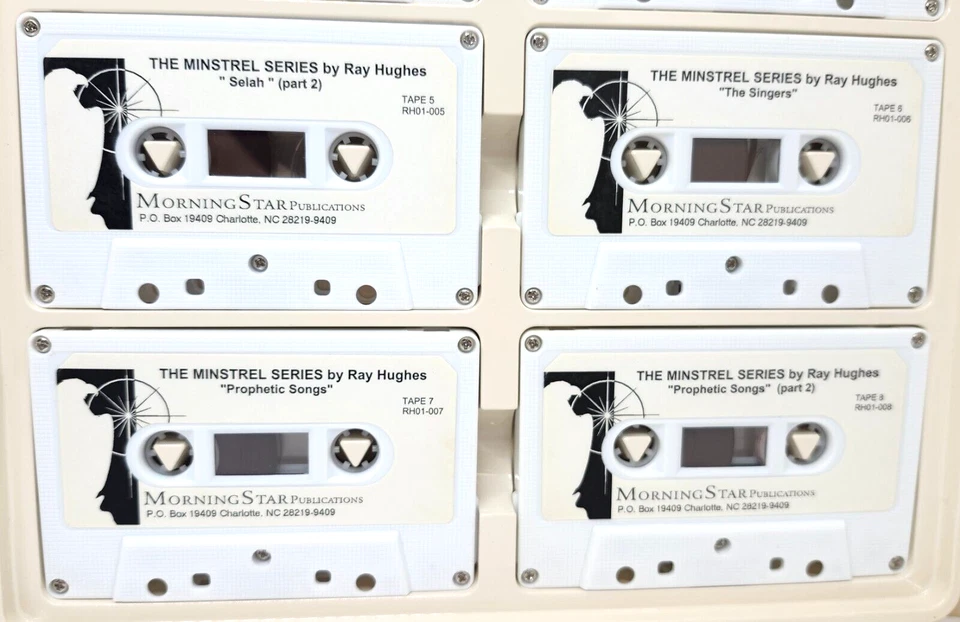 THE MINSTREL SERIES by Ray Hughes
" Selah " (part 2)
TAPE 5
RH01-005
MORNINGSTAR PUBLICATIONS
P.O. Box 19409 Charlotte, NC 28219-9409
THE MINSTREL SERIES by Ray Hughes
"The Singers"
TAPE 6
RH01-006
MORNINGSTAR PUBLICATIONS
P.O. Box 19409 Charlotte, NC 28219-9409
THE MINSTREL SERIES by Ray Hughes
"Prophetic Songs"
TAPE 7
RH01-007
MORNINGSTAR PUBLICATIONS
P.O. Box 19409 Charlotte, NC 28219-9409
THE MINSTREL SERIES by Ray Hughes
"Prophetic Songs" (part 2)
TAPE 8
RH01-008
MORNINGSTAR PUBLICATIONS
P.O. Box 19409 Charlotte, NC 28219-9409